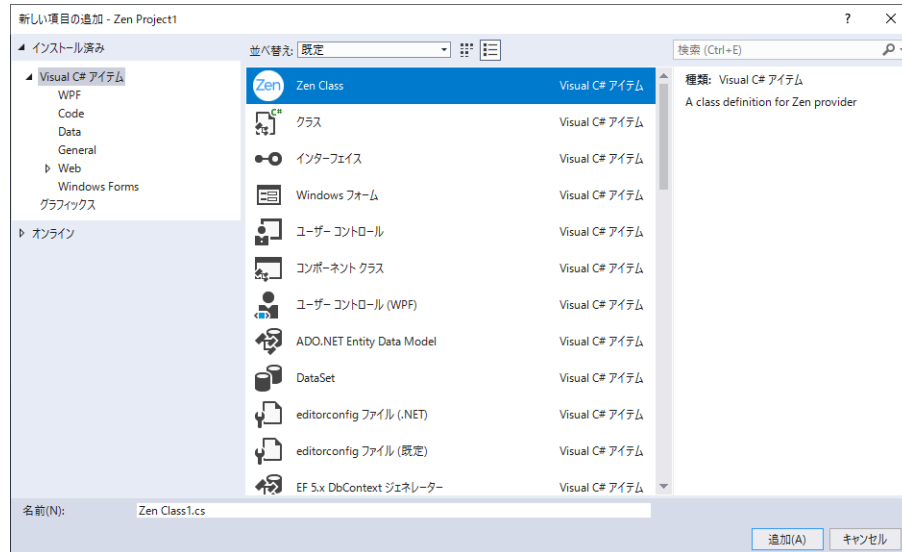 新しい項目の追加 - Zen Project1
インストール済み
Visual C# アイテム
WPF
Code
Data
General
Web
Windows Forms
グラフィックス
オンライン
並べ替え: 既定
Zen Zen Class Visual C# アイテム
C# クラス Visual C# アイテム
インターフェイス Visual C# アイテム
Windows フォーム Visual C# アイテム
ユーザー コントロール Visual C# アイテム
コンポーネント クラス Visual C# アイテム
ユーザー コントロール (WPF) Visual C# アイテム
ADO.NET Entity Data Model Visual C# アイテム
DataSet Visual C# アイテム
editorconfig ファイル (.NET) Visual C# アイテム
editorconfig ファイル (既定) Visual C# アイテム
EF 5.x DbContext ジェネレーター Visual C# アイテム
検索 (Ctrl+E)
種類: Visual C# アイテム
A class definition for Zen provider
名前(N): Zen Class1.cs
追加(A) キャンセル